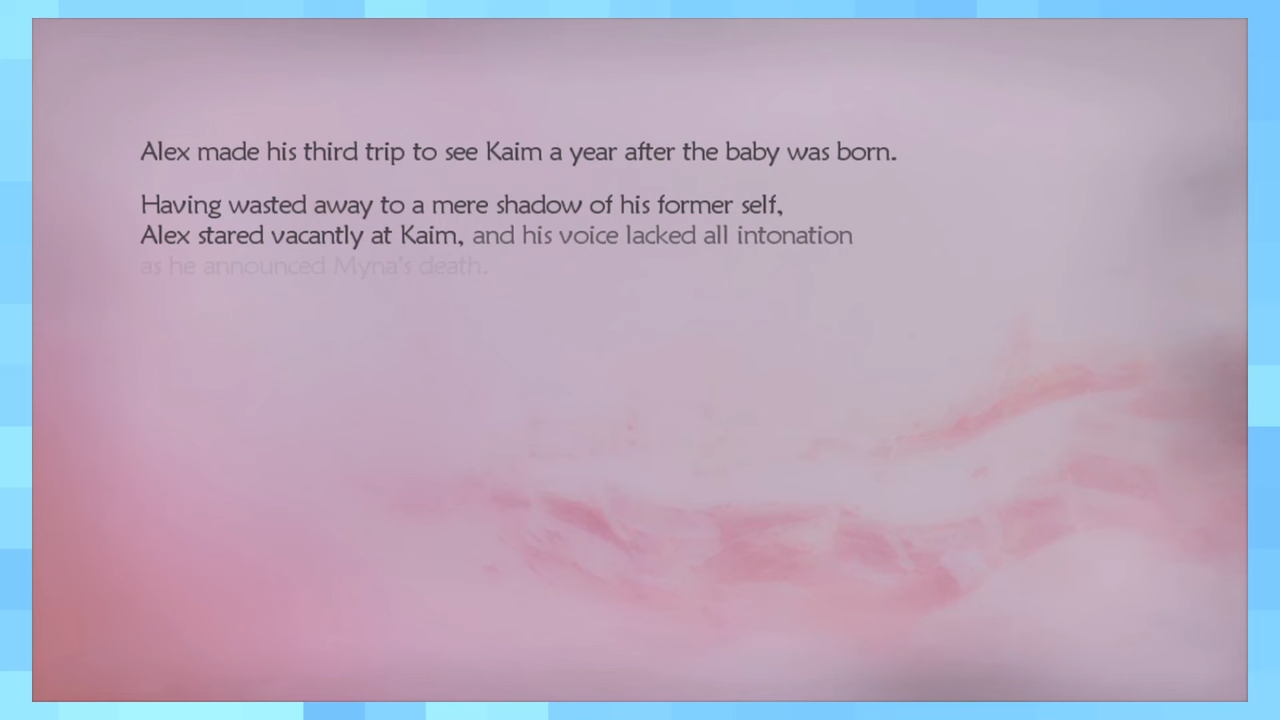 Alex made his third trip to see Kaim a year after the baby was born.
Having wasted away to a mere shadow of his former self,
Alex stared vacantly at Kaim, and his voice lacked all intonation
as he announced Myna's death.